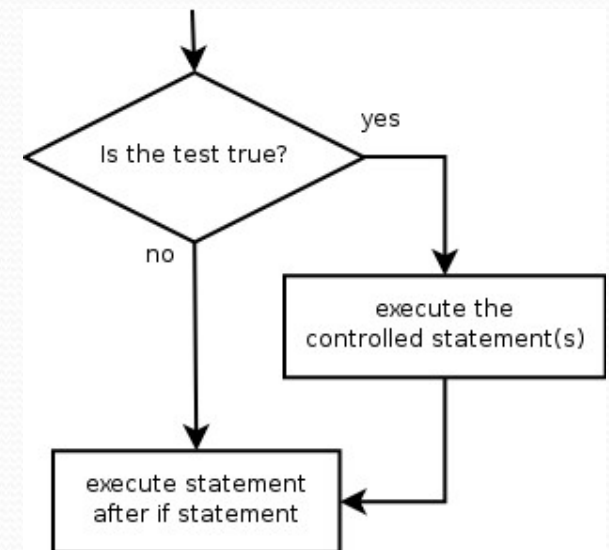 Is the test true?
yes
no
execute the
controlled statement(s)
execute statement
after if statement